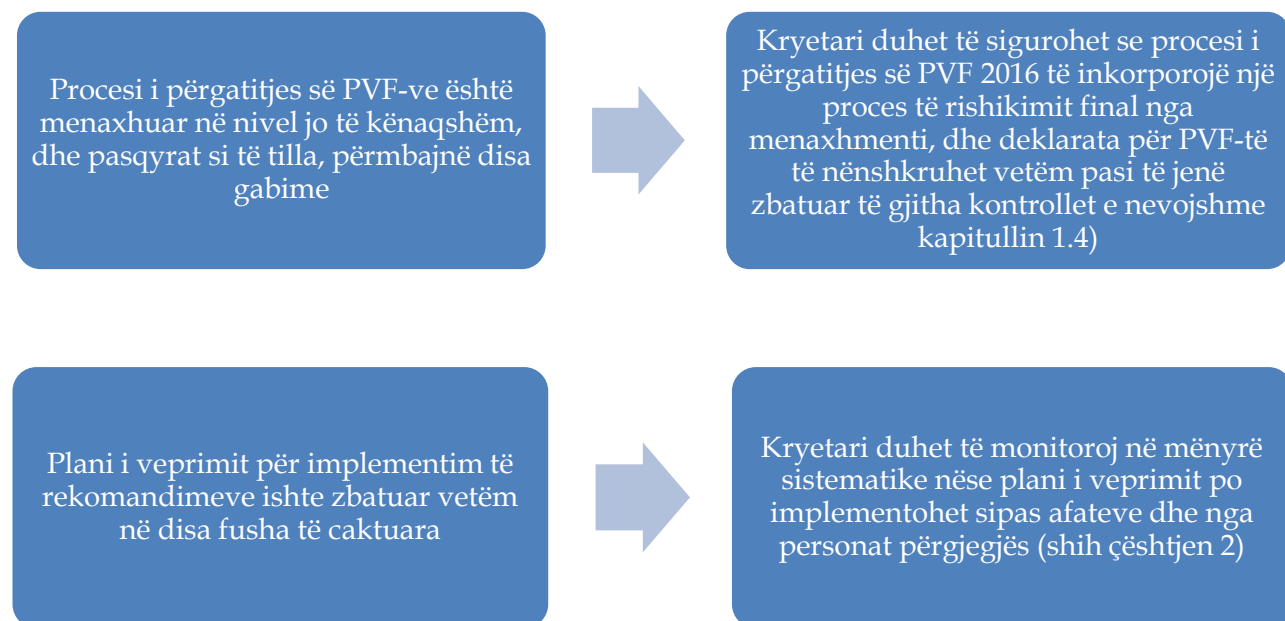 Procesi i përgatitjes së PVF-ve është
menaxhuar në nivel jo të kënaqshëm,
dhe pasqyrat si të tilla, përmbajnë disa
gabime
Kryetari duhet të sigurohet se procesi i
përgatitjes së PVF 2016 të inkorporojë një
proces të rishikimit final nga
menaxhmenti, dhe deklarata për PVF-të
të nënshkruhet vetëm pasi të jenë
zbatuar të gjitha kontrollet e nevojshme
kapitullin 1.4)
Plani i veprimit për implementim të
rekomandimeve ishte zbatuar vetëm
në disa fusha të caktuara
Kryetari duhet të monitoroj në mënyrë
sistematike nëse plani i veprimit po
implementohet sipas afateve dhe nga
personat përgjegjës (shih çështjen 2)